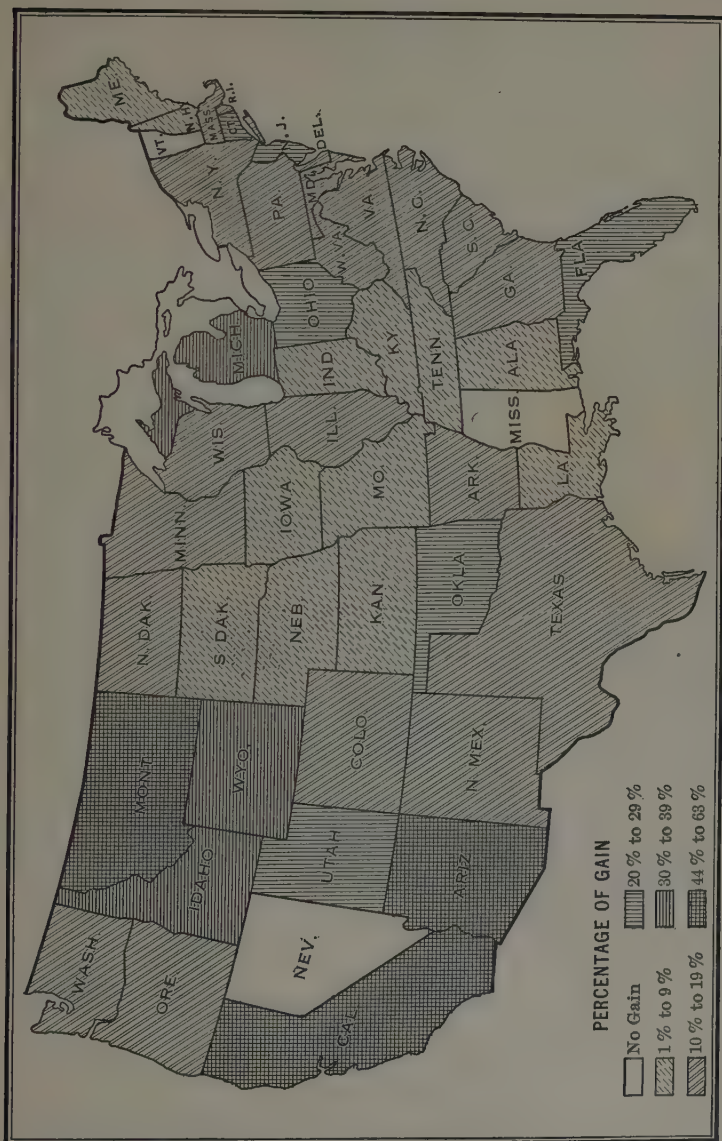 WASH.
ORE.
CAL.
NEV.
IDAHO
MONT.
WYO.
UTAH
ARIZ.
COLO
N. MEX.
N. DAK.
S. DAK.
NEB.
KAN.
OKLA
TEXAS
MINN.
IOWA
MO.
ARK.
LA.
WIS.
ILL.
MICH.
IND.
OHIO
KY.
TENN.
MISS.
ALA.
GA.
FLA.
S.C.
N.C.
VA.
W. VA.
MD.
DEL.
PA.
.J.
N.Y.
CT.
R.I.
MASS.
VT.
N.H.
ME.
PERCENTAGE OF GAIN
No Gain
1 % to 9 %
10 % to 19 %
20 % to 29 %
30 % to 39 %
44 % to 63 %